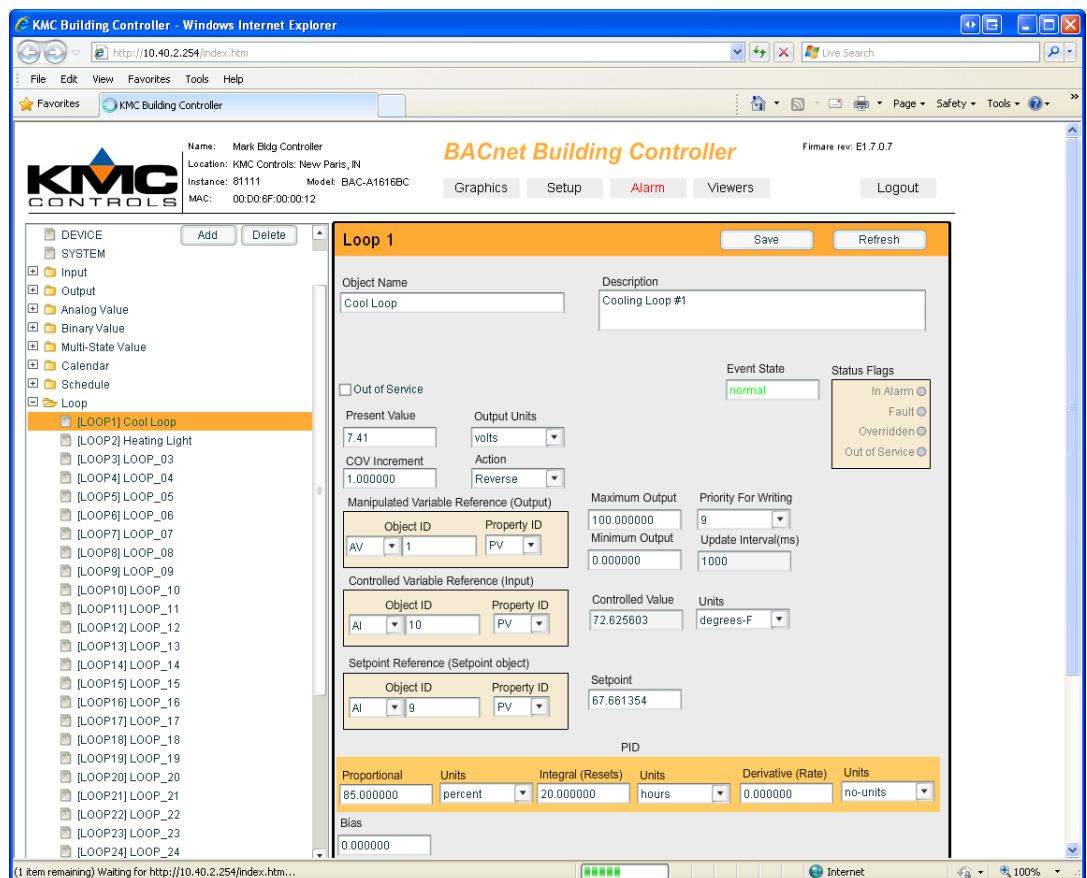 KMC Building Controller - Windows Internet Explorer
http://10.40.2.254/index.htm
Live Search
File Edit View Favorites Tools Help
Favorites KMC Building Controller Page Safety Tools »
KMC CONTROLS
Name: Mark Bldg Controller
Location: KMC Controls: New Paris, IN
Instance: 81111 Model: BAC-A1616BC
MAC: 00:D0:6F:00:00:12
BACnet Building Controller
Firmare rev: E1.7.0.7
Graphics Setup Alarm Viewers Logout
DEVICE Add Delete
SYSTEM
Input
Output
Analog Value
Binary Value
Multi-State Value
Calendar
Schedule
Loop
[LOOP1] Cool Loop
[LOOP2] Heating Light
[LOOP3] LOOP_03
[LOOP4] LOOP_04
[LOOP5] LOOP_05
[LOOP6] LOOP_06
[LOOP7] LOOP_07
[LOOP8] LOOP_08
[LOOP9] LOOP_09
[LOOP10] LOOP_10
[LOOP11] LOOP_11
[LOOP12] LOOP_12
[LOOP13] LOOP_13
[LOOP14] LOOP_14
[LOOP15] LOOP_15
[LOOP16] LOOP_16
[LOOP17] LOOP_17
[LOOP18] LOOP_18
[LOOP19] LOOP_19
[LOOP20] LOOP_20
[LOOP21] LOOP_21
[LOOP22] LOOP_22
[LOOP23] LOOP_23
[LOOP24] LOOP_24
Loop 1 Save Refresh
Object Name Description
Cool Loop Cooling Loop #1
Event State Status Flags
Out of Service normal In Alarm
Fault
Overridden
Out of Service
Present Value Output Units
7.41 volts
COV Increment Action
1.000000 Reverse
Manipulated Variable Reference (Output) Maximum Output Priority For Writing
Object ID Property ID 100.000000 9
AV 1 PV Minimum Output Update Interval(ms)
0.000000 1000
Controlled Variable Reference (Input)
Object ID Property ID Controlled Value Units
AI 10 PV 72.625603 degrees-F
Setpoint Reference (Setpoint object)
Object ID Property ID Setpoint
AI 9 PV 67.661354
PID
Proportional Units Integral (Resets) Units Derivative (Rate) Units
85.000000 percent 20.000000 hours 0.000000 no-units
Bias
0.000000
(1 item remaining) Waiting for http://10.40.2.254/index.htm... Internet 100%